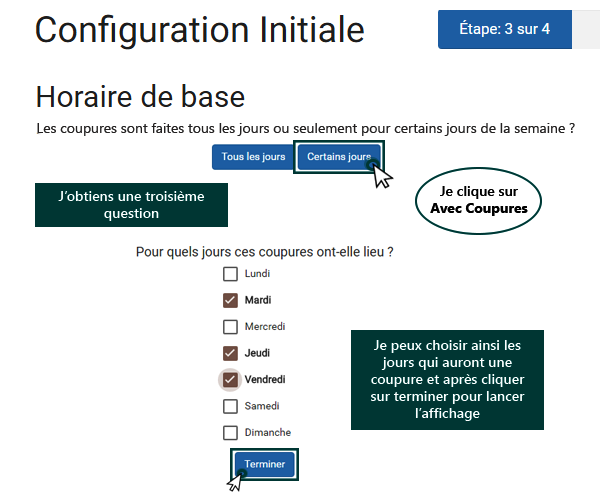 Configuration Initiale
Étape: 3 sur 4
Horaire de base
Les coupures sont faites tous les jours ou seulement pour certains jours de la semaine ?
Tous les jours
Certains jours
J'obtiens une troisième
question
Je clique sur
Avec Coupures
Pour quels jours ces coupures ont-elle lieu ?
Lundi
Mardi
Mercredi
Jeudi
Vendredi
Samedi
Dimanche
Je peux choisir ainsi les
jours qui auront une
coupure et après cliquer
sur terminer pour lancer
l'affichage
Terminer